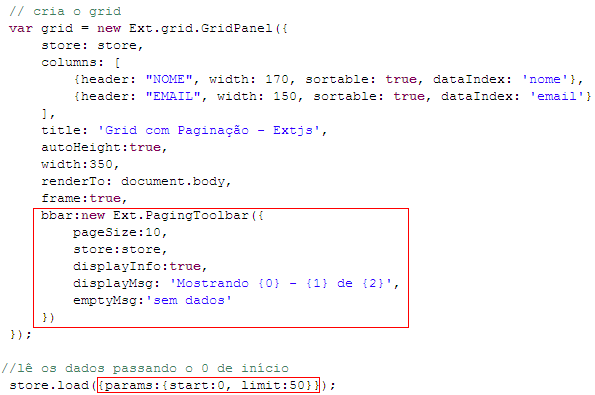 // cria o grid
var grid = new Ext.grid.GridPanel({
    store: store,
    columns: [
        {header: "NOME", width: 170, sortable: true, dataIndex: 'nome'},
        {header: "EMAIL", width: 150, sortable: true, dataIndex: 'email'}
    ],
    title: 'Grid com Paginação - Extjs',
    autoHeight:true,
    width:350,
    renderTo: document.body,
    frame:true,
    bbar:new Ext.PagingToolbar({
        pageSize:10,
        store:store,
        displayInfo:true,
        displayMsg: 'Mostrando {0} - {1} de {2}',
        emptyMsg:'sem dados'
    })
});
//lê os dados passando o 0 de início
store.load({params:{start:0, limit:50}});